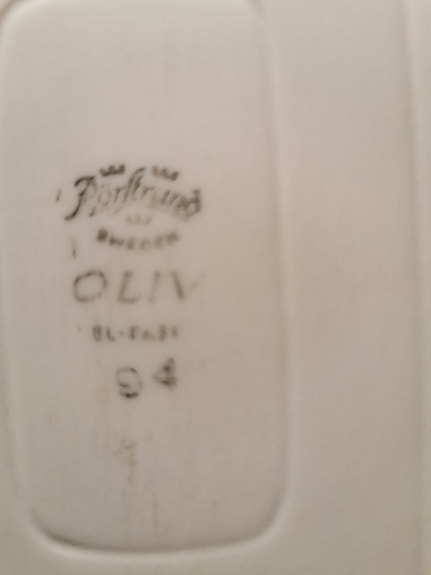 Rörstrand
SWEDEN
OLIV
94